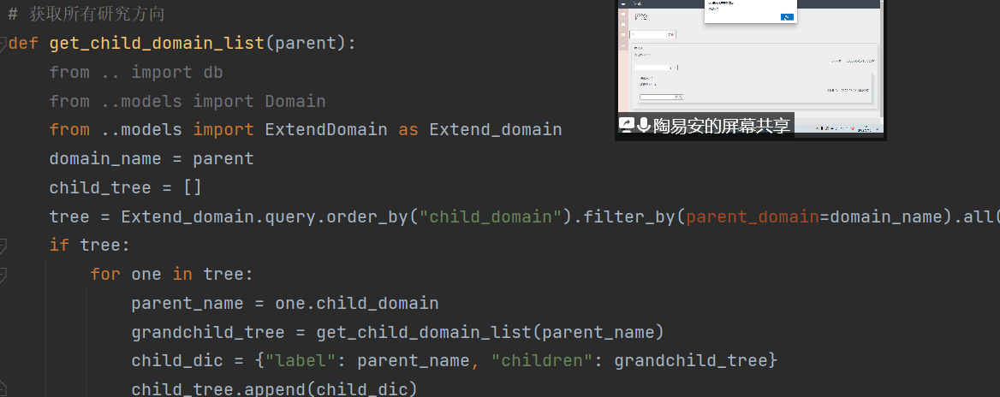 # 获取所有研究方向
def get_child_domain_list(parent):
from .. import db
from ..models import Domain
from ..models import ExtendDomain as Extend_domain
domain_name = parent
child_tree = []
tree = Extend_domain.query.order_by("child_domain").filter_by(parent_domain=domain_name).all(
if tree:
for one in tree:
parent_name = one.child_domain
grandchild_tree = get_child_domain_list(parent_name)
child_dic = {"label": parent_name, "children": grandchild_tree}
child_tree.append(child_dic)
陶易安的屏幕共享